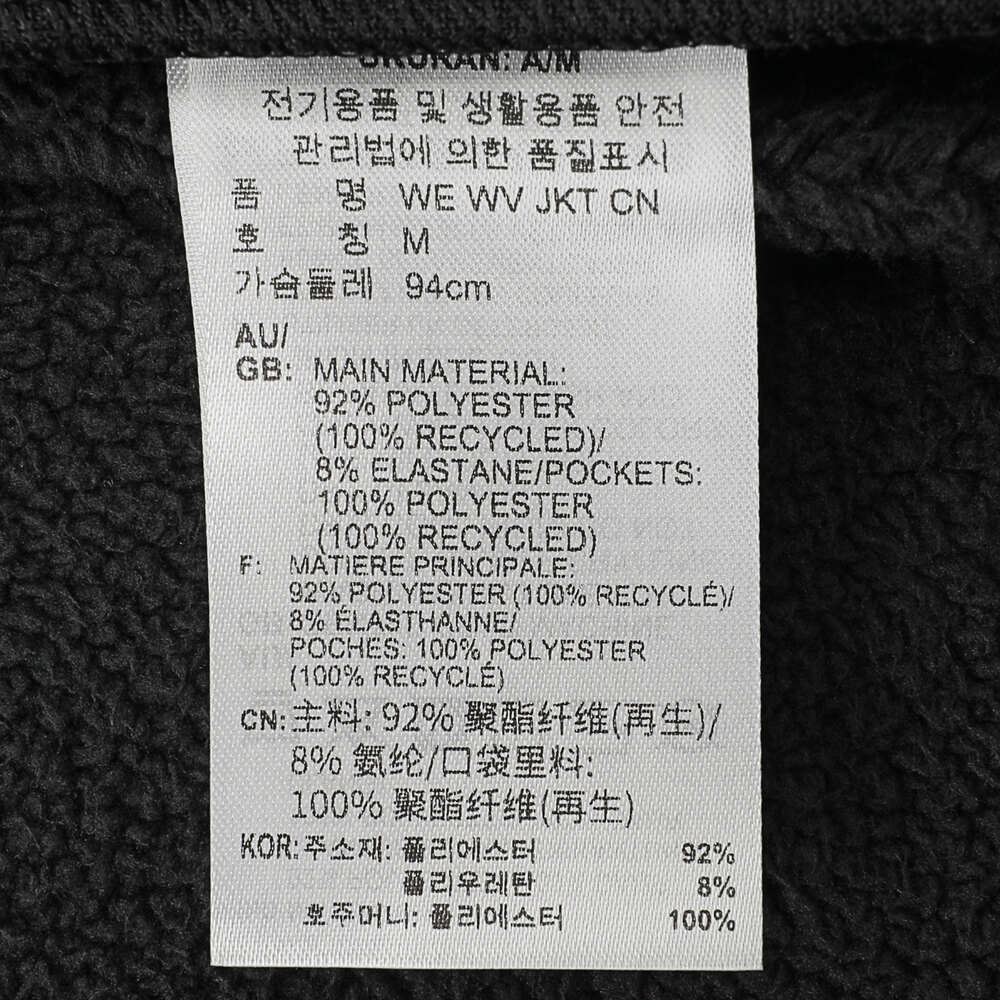 UKURAN: A/M
전기용품 및 생활용품 안전
관리법에 의한 품질표시
품 명 WE WV JKT CN
호 칭 M
가슴둘레 94cm
AU/
GB: MAIN MATERIAL:
92% POLYESTER
(100% RECYCLED)/
8% ELASTANE/POCKETS:
100% POLYESTER
(100% RECYCLED)
F: MATIERE PRINCIPALE:
92% POLYESTER (100% RECYCLÉ)/
8% ÉLASTHANNE/
POCHES: 100% POLYESTER
(100% RECYCLÉ)
CN: 主料: 92% 聚酯纤维(再生)/
8% 氨纶/口袋里料:
100% 聚酯纤维(再生)
KOR: 주소재: 폴리에스터 92%
폴리우레탄 8%
호주머니: 폴리에스터 100%